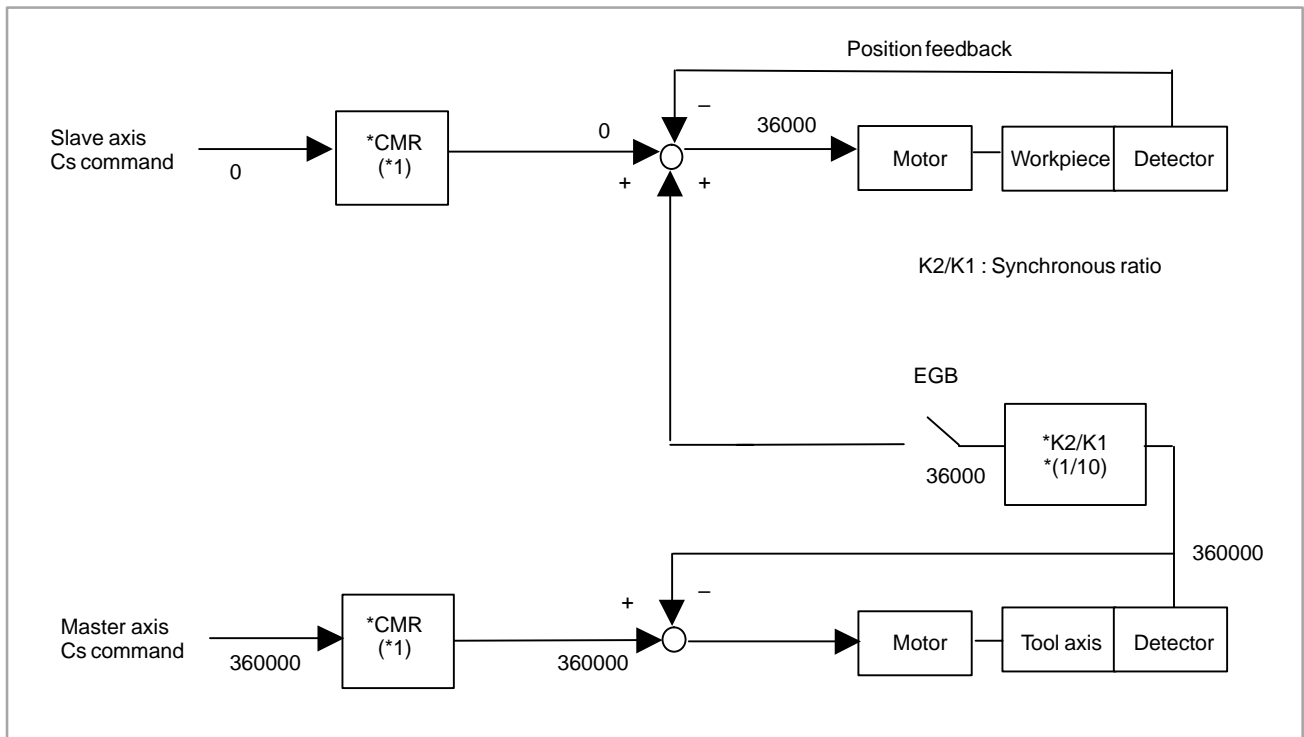 Position feedback
–
Slave axis
Cs command
0
*CMR
(*1)
0
+
+
36000
Motor
Workpiece
Detector
K2/K1 : Synchronous ratio
EGB
36000
*K2/K1
*(1/10)
360000
Master axis
Cs command
360000
*CMR
(*1)
360000
+
–
Motor
Tool axis
Detector